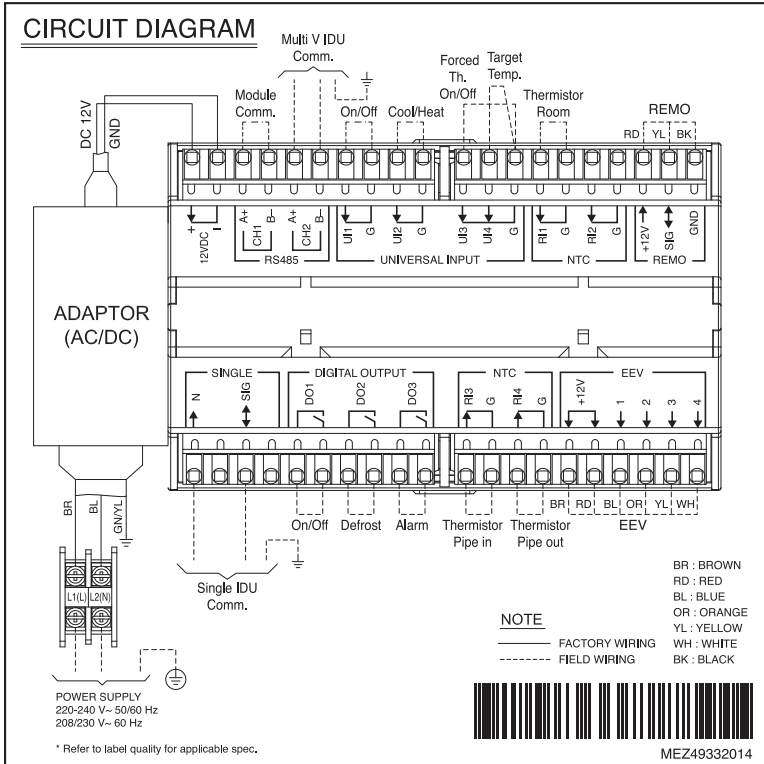 CIRCUIT DIAGRAM
Multi V IDU
Comm.
Module
Comm.
On/Off
Cool/Heat
Forced
Th.
On/Off
Target
Temp.
Thermistor
Room
REMO
RD YL BK
DC 12V
GND
+ -
12VDC
A+ B- A+ B-
CH1 CH2
RS485
UI1 G UI2 G UI3 UI4 G
UNIVERSAL INPUT
RI1 G RI2 G
NTC
+12V SIG GND
REMO
ADAPTOR
(AC/DC)
SINGLE
N SIG
DIGITAL OUTPUT
DO1 DO2 DO3
NTC
RI3 G RI4 G
EEV
+12V 1 2 3 4
BR BL GN/YL
On/Off Defrost Alarm
Thermistor
Pipe in
Thermistor
Pipe out
BR RD BL OR YL WH
EEV
Single IDU
Comm.
L1(L) L2(N)
POWER SUPPLY
220-240 V~ 50/60 Hz
208/230 V~ 60 Hz
* Refer to label quality for applicable spec.
NOTE
FACTORY WIRING
FIELD WIRING
BR : BROWN
RD : RED
BL : BLUE
OR : ORANGE
YL : YELLOW
WH : WHITE
BK : BLACK
MEZ49332014